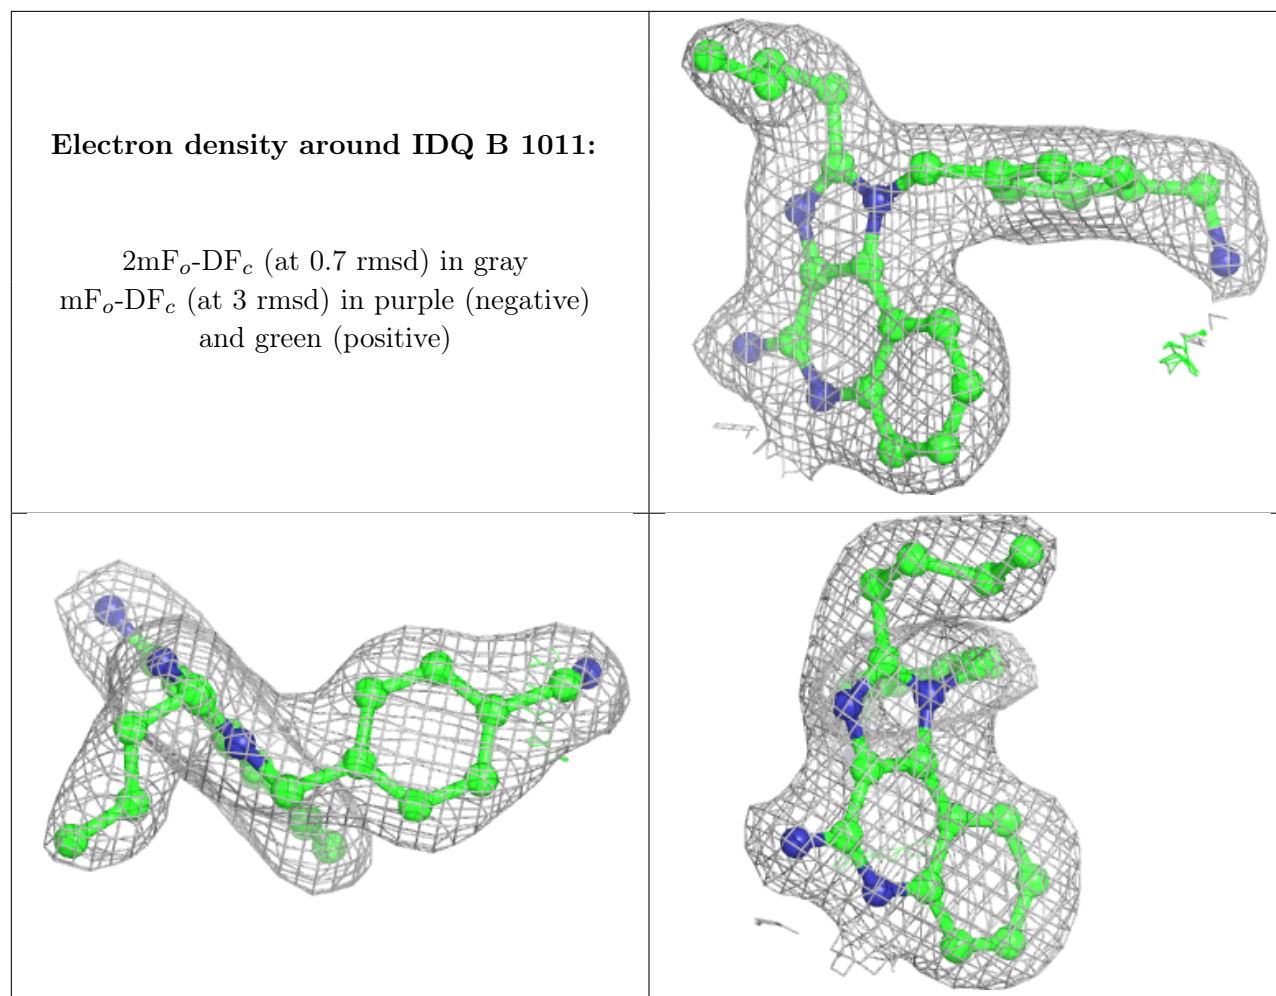 Electron density around IDQ B 1011:
2mFo-DFc (at 0.7 rmsd) in gray
mFo-DFc (at 3 rmsd) in purple (negative)
and green (positive)